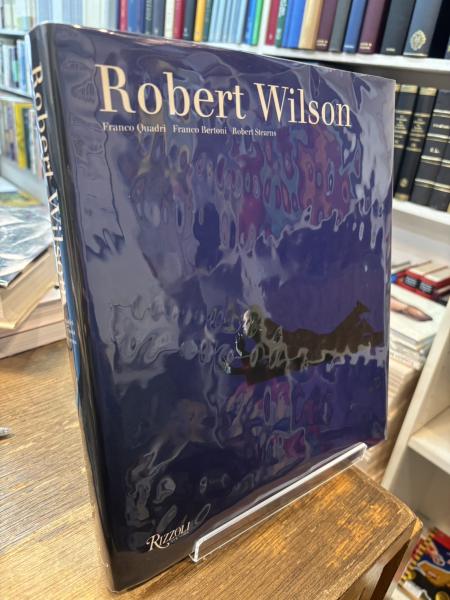 Robert Wilson
Franco Quadri Franco Bertoni Robert Stearns
RIZZOLI
Robert Wilson